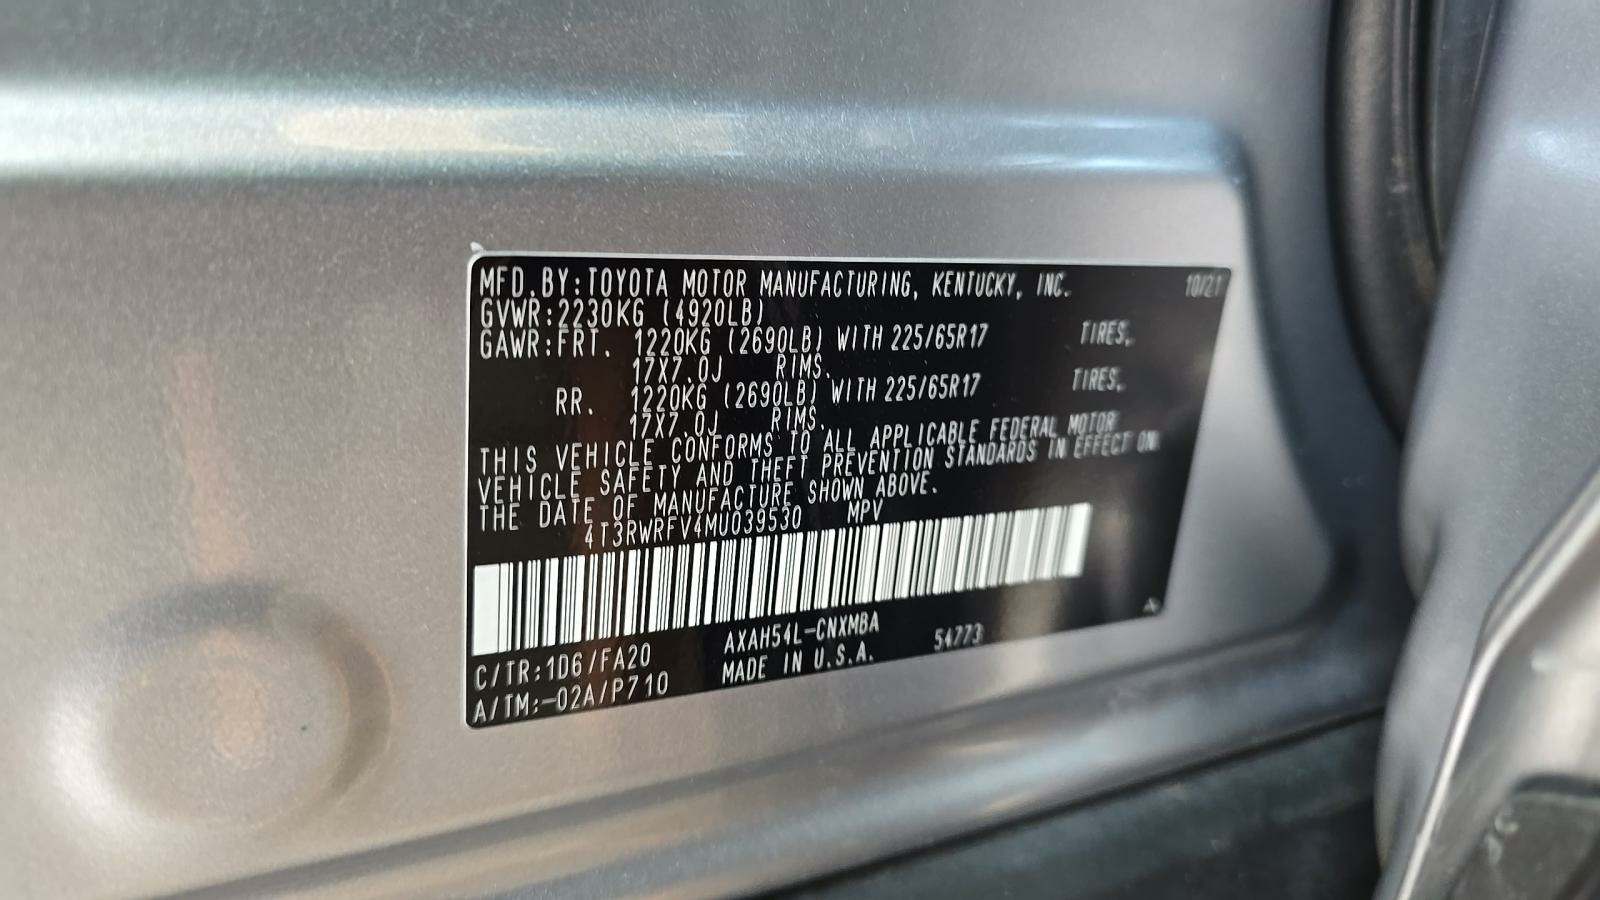 MFD.BY:TOYOTA MOTOR MANUFACTURING, KENTUCKY, INC. 10/21
GVWR:2230KG (4920LB)
GAWR:FRT. 1220KG (2690LB) WITH 225/65R17 TIRES.
17X7.0J RIMS.
RR. 1220KG (2690LB) WITH 225/65R17 TIRES.
17X7.0J RIMS.
THIS VEHICLE CONFORMS TO ALL APPLICABLE FEDERAL MOTOR
VEHICLE SAFETY AND THEFT PREVENTION STANDARDS IN EFFECT ON
THE DATE OF MANUFACTURE SHOWN ABOVE.
4T3RWRFV4MU039530 MPV
C/TR:1D6/FA20 AXAH54L-CNXMBA 54773
A/TM:-02A/P710 MADE IN U.S.A.